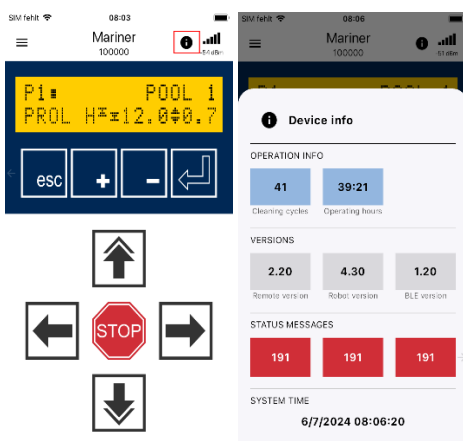 SIM fehlt 08:03
Mariner
100000
-54 dBm
P1: POOL 1
PROL H 12.0 0.7
esc + -
STOP
SIM fehlt 08:06
Mariner
100000
-51 dBm
Device info
OPERATION INFO
41 39:21
Cleaning cycles Operating hours
VERSIONS
2.20 4.30 1.20
Remote version Robot version BLE version
STATUS MESSAGES
191 191 191
SYSTEM TIME
6/7/2024 08:06:20